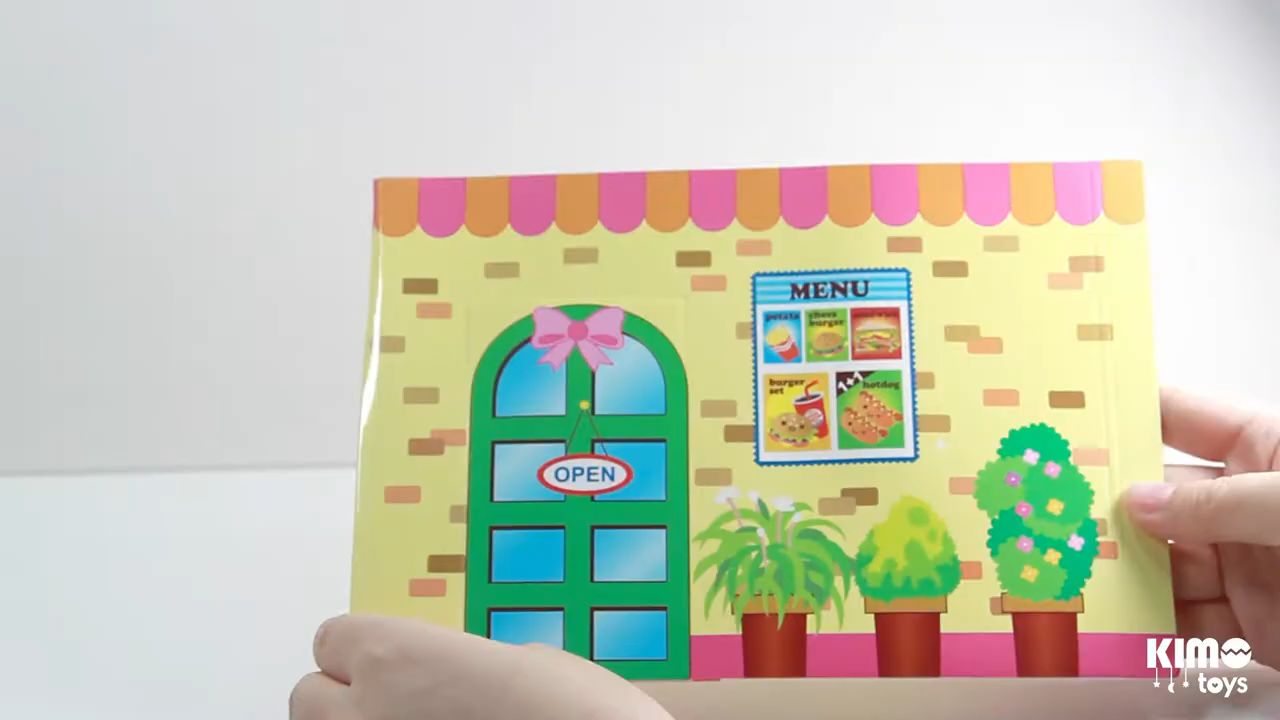 MENU
potato
chees burger
burger set
1+1 hotdog
OPEN
KIMO
toys